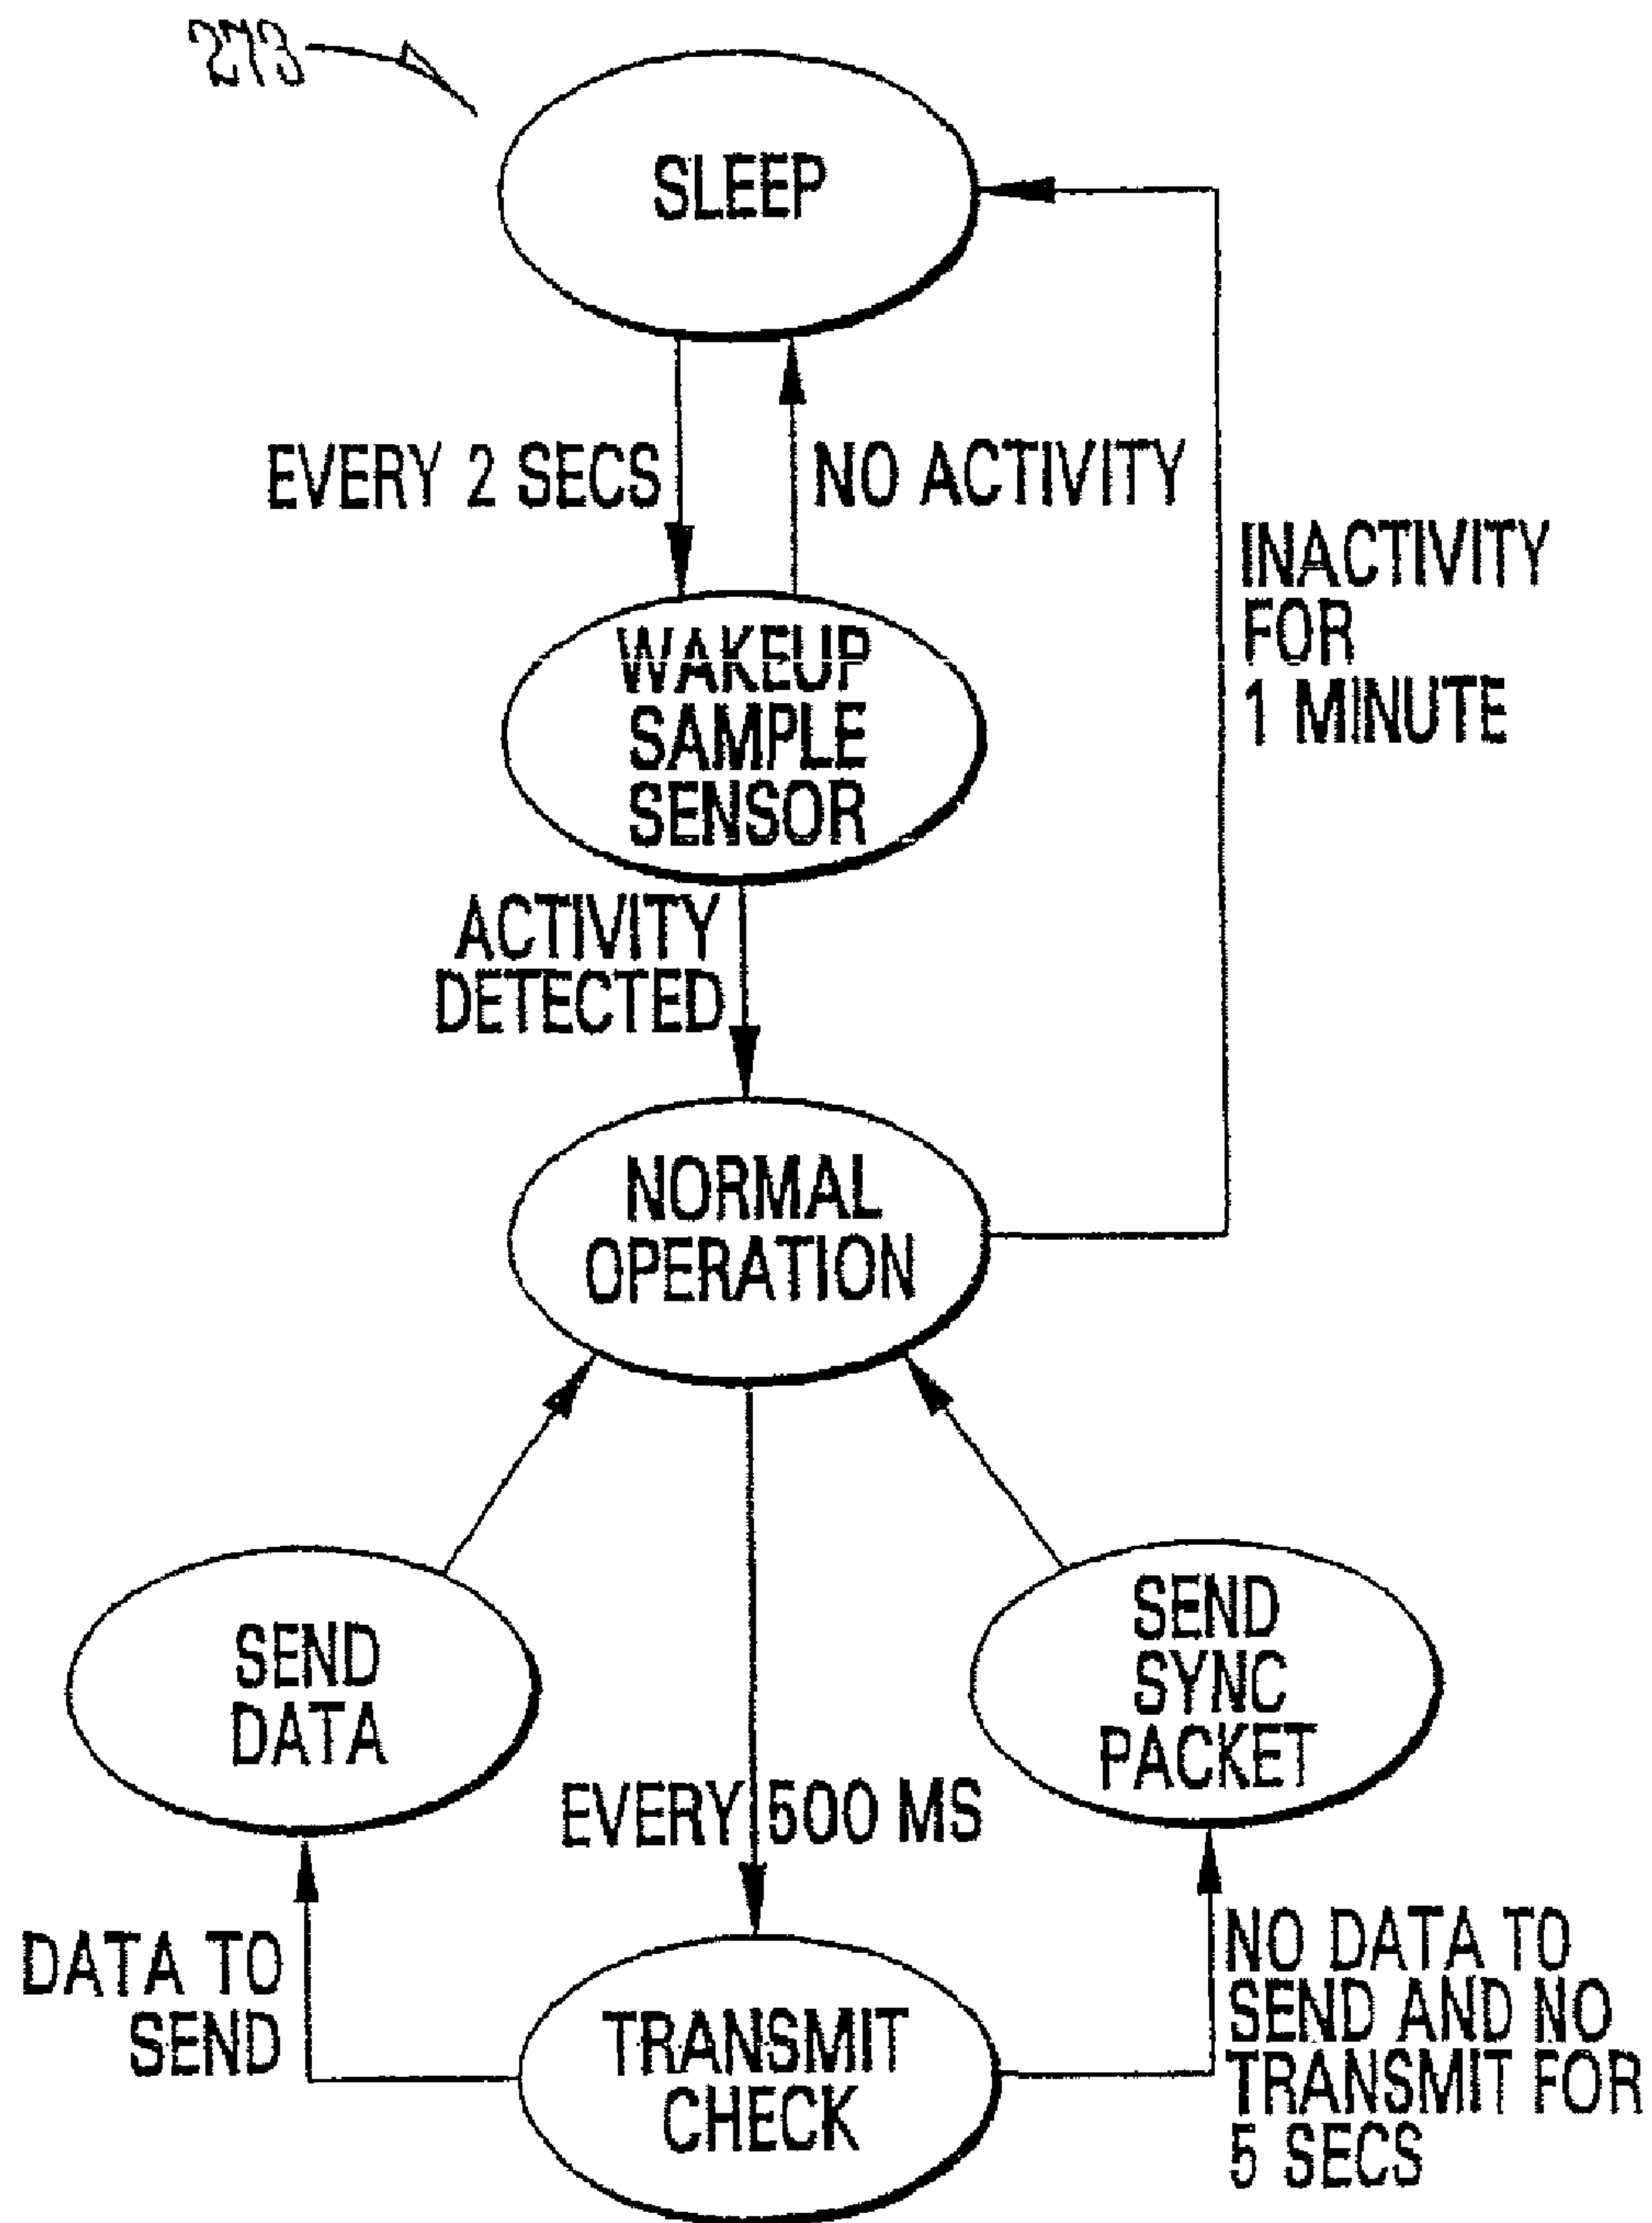 273
SLEEP
EVERY 2 SECS
NO ACTIVITY
INACTIVITY
FOR
1 MINUTE
WAKEUP
SAMPLE
SENSOR
ACTIVITY
DETECTED
NORMAL
OPERATION
SEND
DATA
SEND
SYNC
PACKET
EVERY 500 MS
DATA TO
SEND
NO DATA TO
SEND AND NO
TRANSMIT FOR
5 SECS
TRANSMIT
CHECK